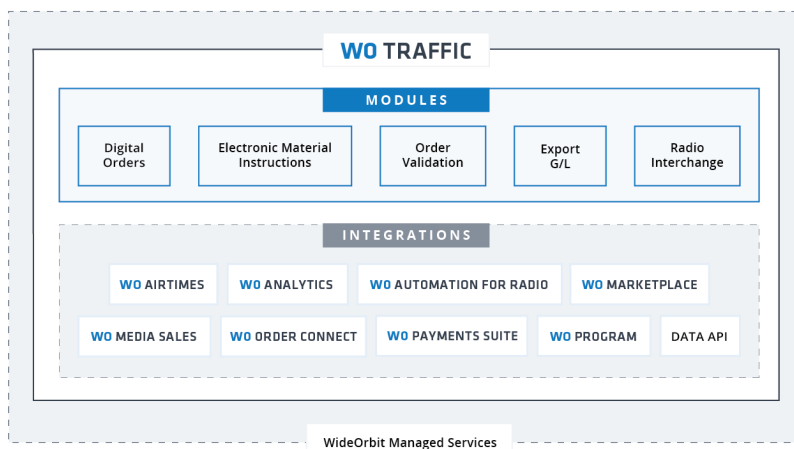 WO TRAFFIC
MODULES
Digital
Orders
Electronic Material
Instructions
Order
Validation
Export
G/L
Radio
Interchange
INTEGRATIONS
WO AIRTIMES
WO ANALYTICS
WO AUTOMATION FOR RADIO
WO MARKETPLACE
WO MEDIA SALES
WO ORDER CONNECT
WO PAYMENTS SUITE
WO PROGRAM
DATA API
WideOrbit Managed Services